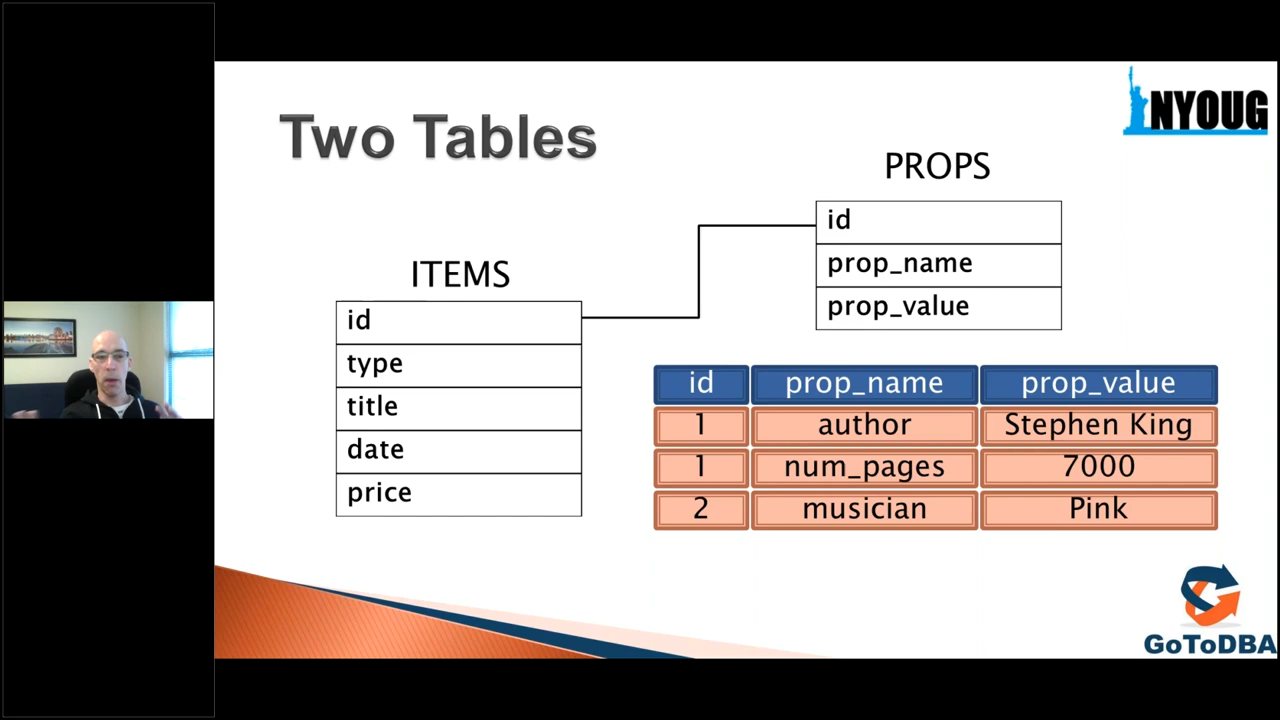 NYOUG
Two Tables
PROPS
id
prop_name
prop_value
ITEMS
id
type
title
date
price
id prop_name prop_value
1 author Stephen King
1 num_pages 7000
2 musician Pink
GoToDBA